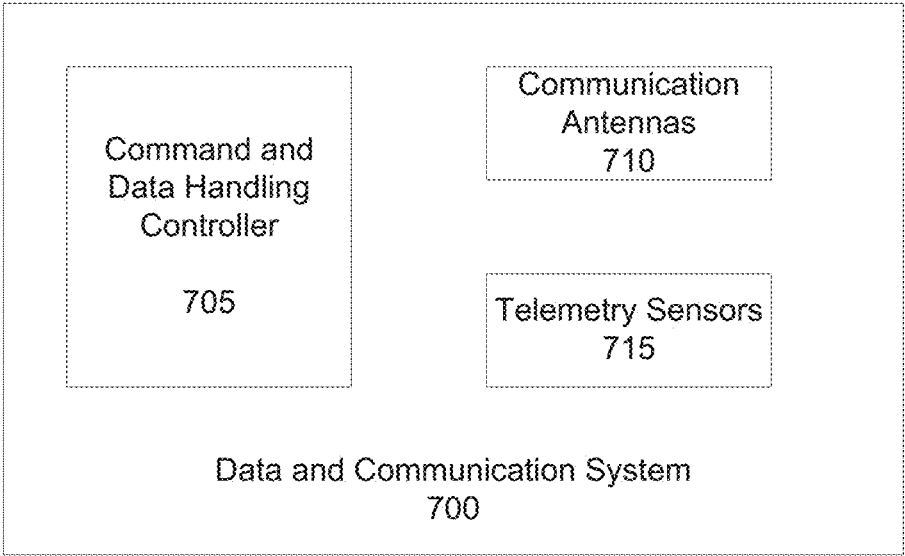 Command and
Data Handling
Controller
705
Communication
Antennas
710
Telemetry Sensors
715
Data and Communication System
700